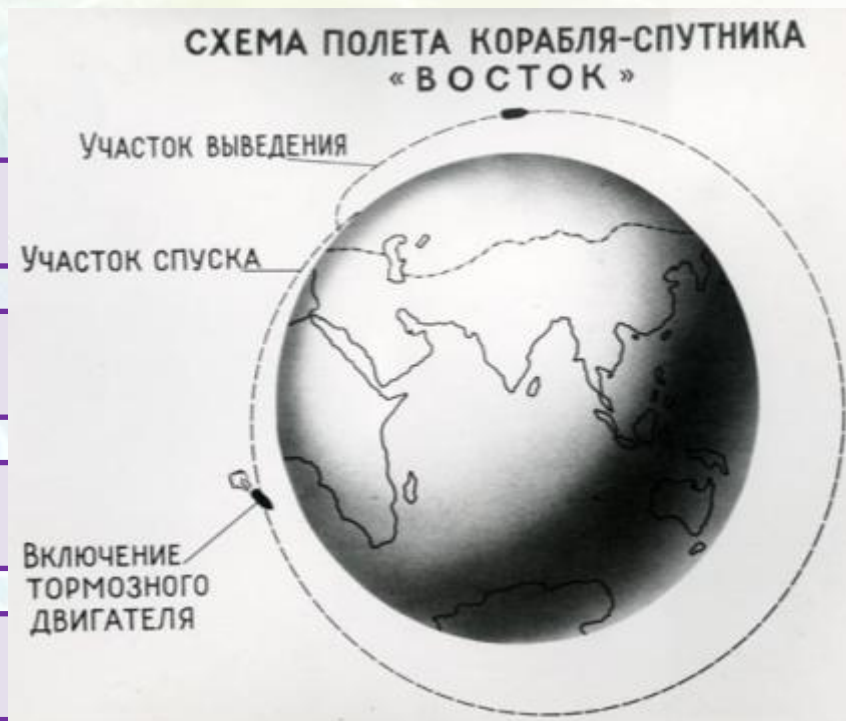 СХЕМА ПОЛЕТА КОРАБЛЯ-СПУТНИКА
«ВОСТОК»
УЧАСТОК ВЫВЕДЕНИЯ
УЧАСТОК СПУСКА
ВКЛЮЧЕНИЕ
ТОРМОЗНОГО
ДВИГАТЕЛЯ